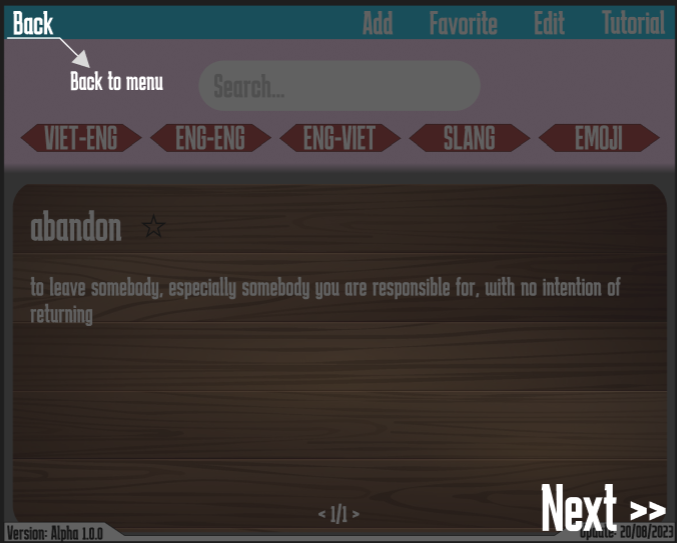 Back
Add
Favorite
Edit
Tutorial
Back to menu
Search...
VIET-ENG
ENG-ENG
ENG-VIET
SLANG
EMOJI
abandon
to leave somebody, especially somebody you are responsible for, with no intention of
returning
< 1/1 >
Next >>
Version: Alpha 1.0.0
Update: 20/08/2023